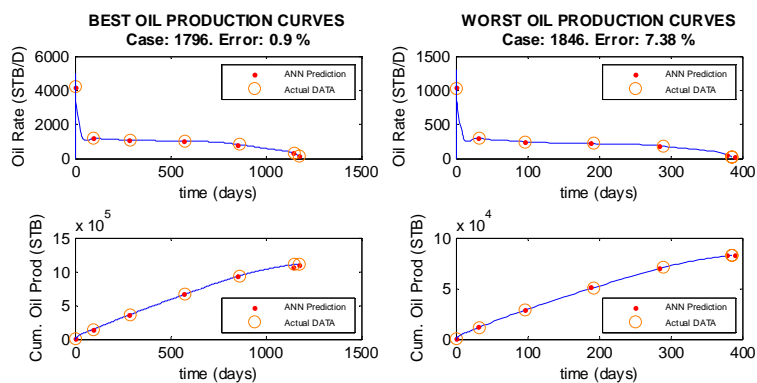 BEST OIL PRODUCTION CURVES
Case: 1796. Error: 0.9 %
6000
4000
2000
0
Oil Rate (STB/D)
ANN Prediction
Actual DATA
0
500
1000
1500
time (days)
WORST OIL PRODUCTION CURVES
Case: 1846. Error: 7.38 %
1500
1000
500
0
Oil Rate (STB/D)
ANN Prediction
Actual DATA
0
100
200
300
400
time (days)
x 10^5
15
10
5
0
Cum. Oil Prod (STB)
ANN Prediction
Actual DATA
0
500
1000
1500
time (days)
x 10^4
10
5
0
Cum. Oil Prod (STB)
ANN Prediction
Actual DATA
0
100
200
300
400
time (days)